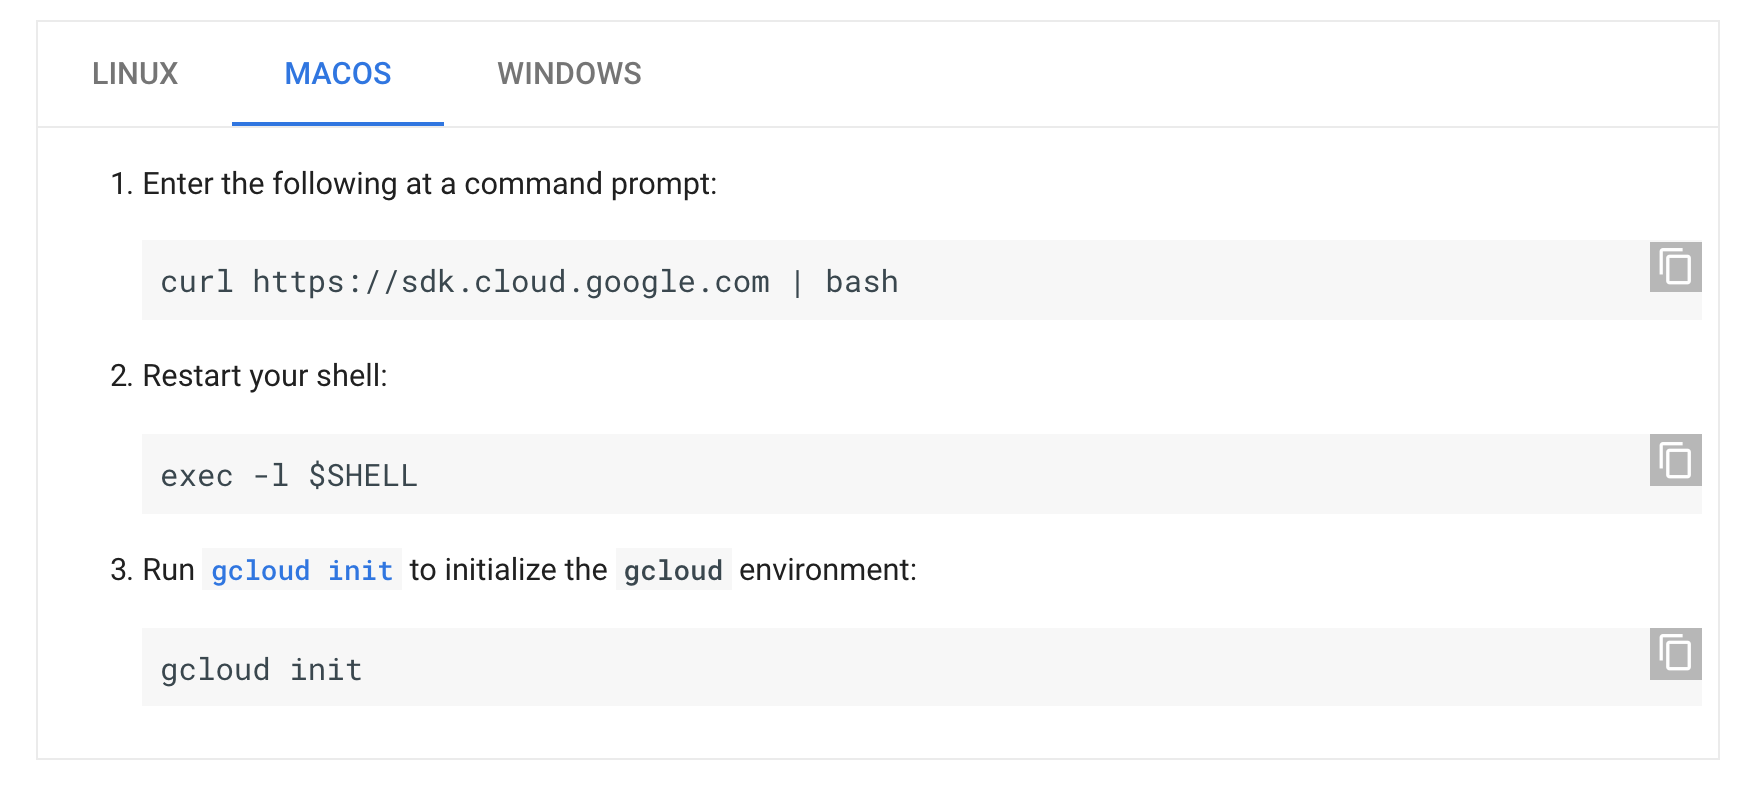 LINUX MACOS WINDOWS
1. Enter the following at a command prompt:
curl https://sdk.cloud.google.com | bash
2. Restart your shell:
exec -l $SHELL
3. Run gcloud init to initialize the gcloud environment:
gcloud init